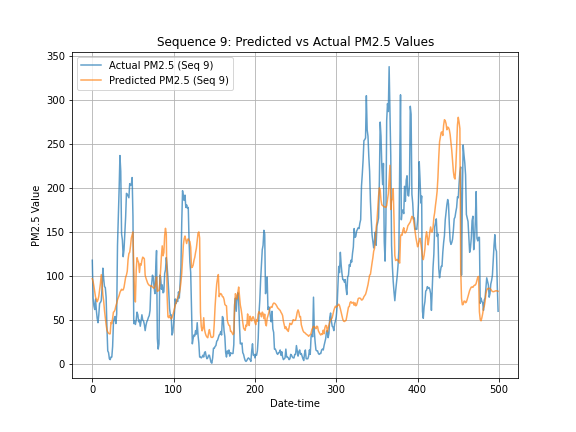 Sequence 9: Predicted vs Actual PM2.5 Values
Actual PM2.5 (Seq 9)
Predicted PM2.5 (Seq 9)
PM2.5 Value
350
300
250
200
150
100
50
0
0
100
200
300
400
500
Date-time